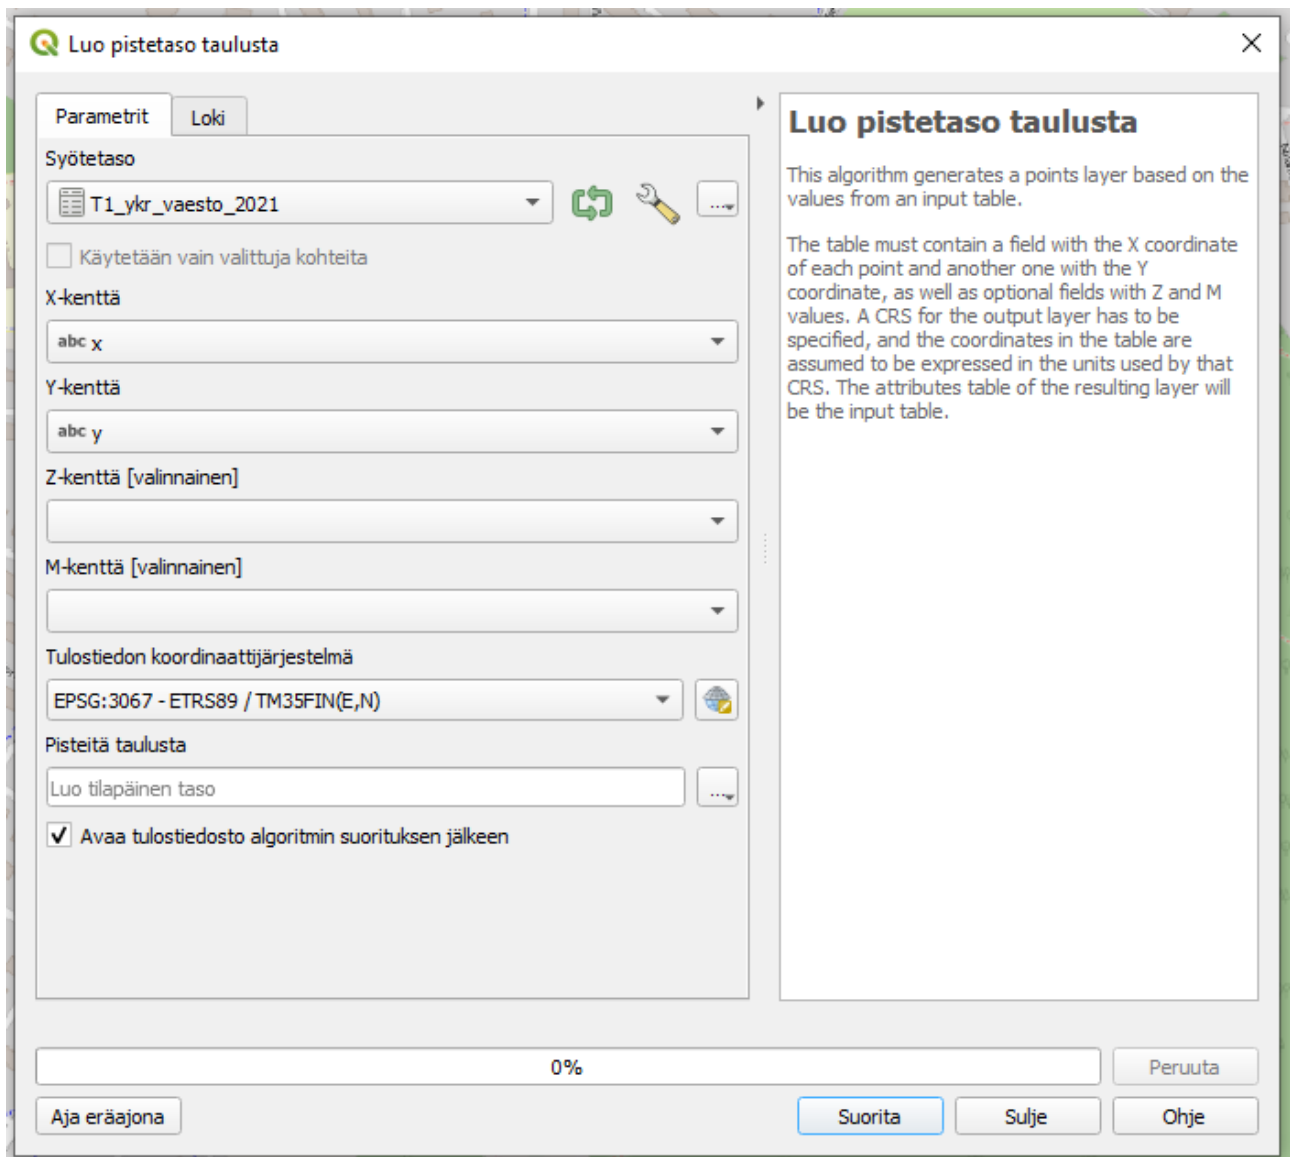 Luo pistetaso taulusta
Parametrit
Loki
Syötetaso
T1_ykr_vaesto_2021
...
Käytetään vain valittuja kohteita
X-kenttä
abc x
Y-kenttä
abc y
Z-kenttä [valinnainen]
M-kenttä [valinnainen]
Tulostiedon koordinaattijärjestelmä
EPSG:3067 - ETRS89 / TM35FIN(E,N)
Pisteitä taulusta
Luo tilapäinen taso
...
Avaa tulostiedosto algoritmin suorituksen jälkeen
Luo pistetaso taulusta
This algorithm generates a points layer based on the
values from an input table.
The table must contain a field with the X coordinate
of each point and another one with the Y
coordinate, as well as optional fields with Z and M
values. A CRS for the output layer has to be
specified, and the coordinates in the table are
assumed to be expressed in the units used by that
CRS. The attributes table of the resulting layer will
be the input table.
0%
Peruuta
Aja eräajona
Suorita
Sulje
Ohje